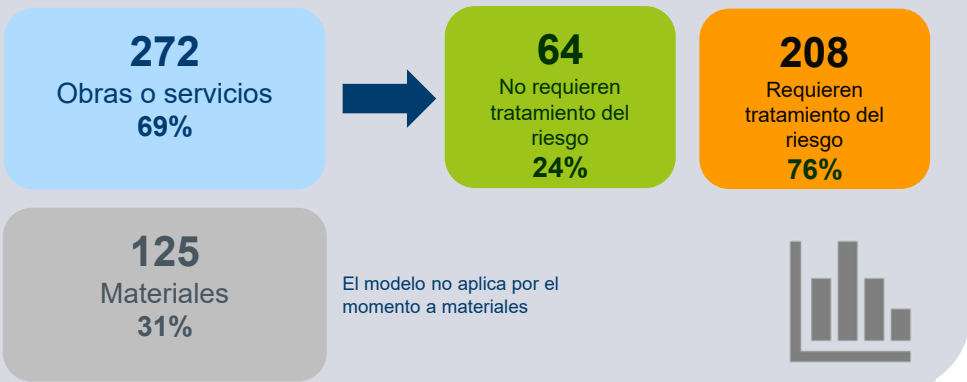 272
Obras o servicios
69%
64
No requieren
tratamiento del
riesgo
24%
208
Requieren
tratamiento del
riesgo
76%
125
Materiales
31%
El modelo no aplica por el
momento a materiales